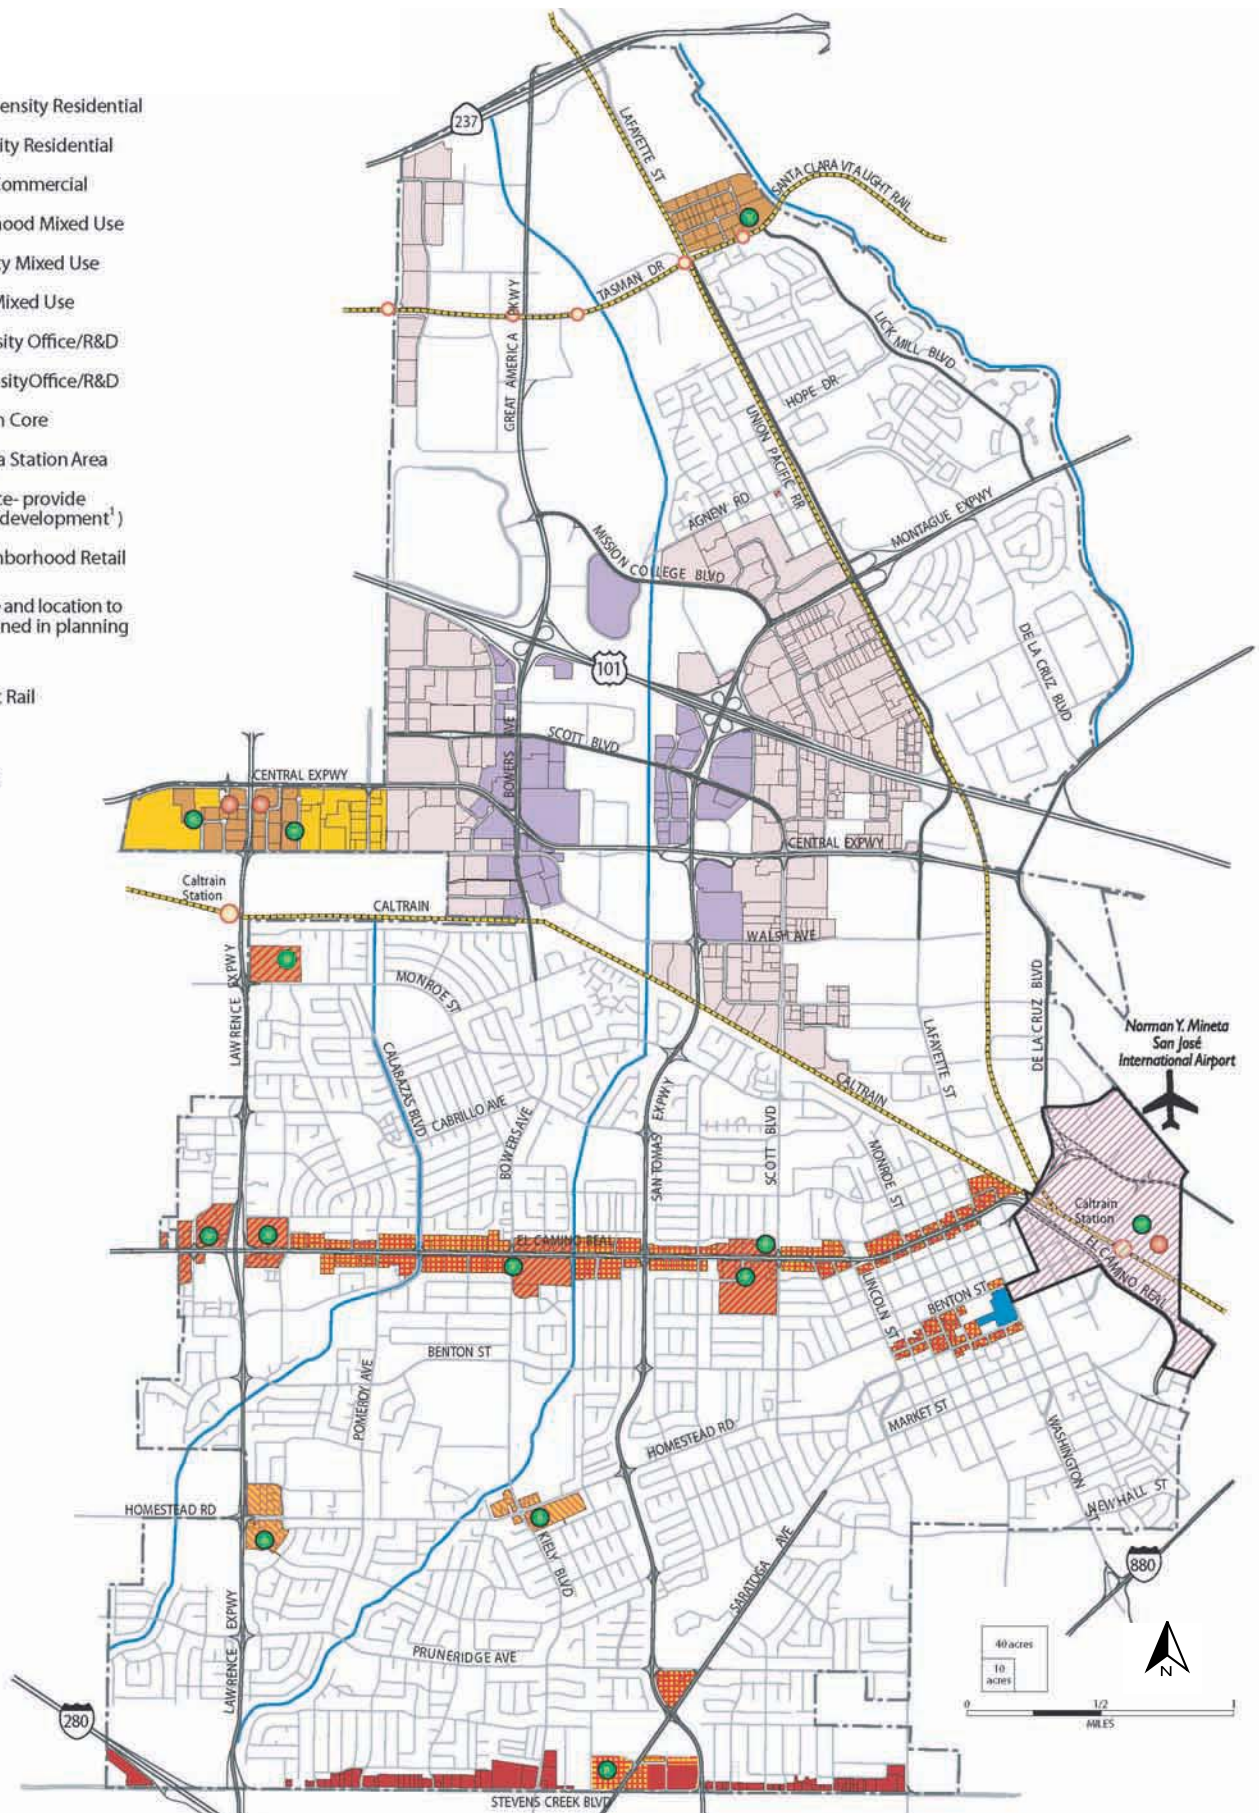 ensity Residential
ity Residential
Commercial
ood Mixed Use
y Mixed Use
Mixed Use
sity Office/R&D
sityOffice/R&D
n Core
a Station Area
ce- provide
development¹)
nborhood Retail
and location to
ned in planning
t Rail
237
LAFAYETTE ST
SANTA CLARA VTA LIGHT RAIL
TASMAN DR
GREAT AMERICA PKWY
LICK MILL BLVD
HOPE DR
UNION PACIFIC RR
AGNEW RD
MONTAGUE EXPWY
MISSION COLLEGE BLVD
DE LA CRUZ BLVD
101
SCOTT BLVD
BOWERS AVE
CENTRAL EXPWY
CENTRAL EXPWY
Caltrain
Station
CALTRAIN
WALSH AVE
LAWRENCE EXPWY
MONROE ST
DE LA CRUZ BLVD
Norman Y. Mineta
San José
International Airport
LAFAYETTE ST
CALABAZAS BLVD
CABRILLO AVE
BOWERS AVE
SAN TOMAS EXPWY
SCOTT BLVD
CALTRAIN
MONROE ST
Caltrain
Station
EL CAMINO REAL
EL CAMINO REAL
LINCOLN ST
BENTON ST
BENTON ST
POMEROY AVE
HOMESTEAD RD
MARKET ST
WASHINGTON ST
NEWHALL ST
HOMESTEAD RD
KIELY BLVD
SARATOGA AVE
880
LAWRENCE EXPWY
PRUNERIDGE AVE
40 acres
10
acres
N
0 1/2 1
MILES
280
STEVENS CREEK BLVD